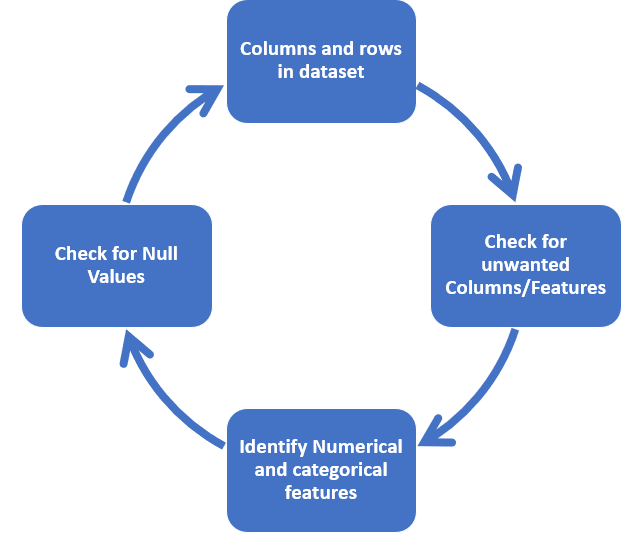 Columns and rows
in dataset
Check for
unwanted
Columns/Features
Identify Numerical
and categorical
features
Check for Null
Values